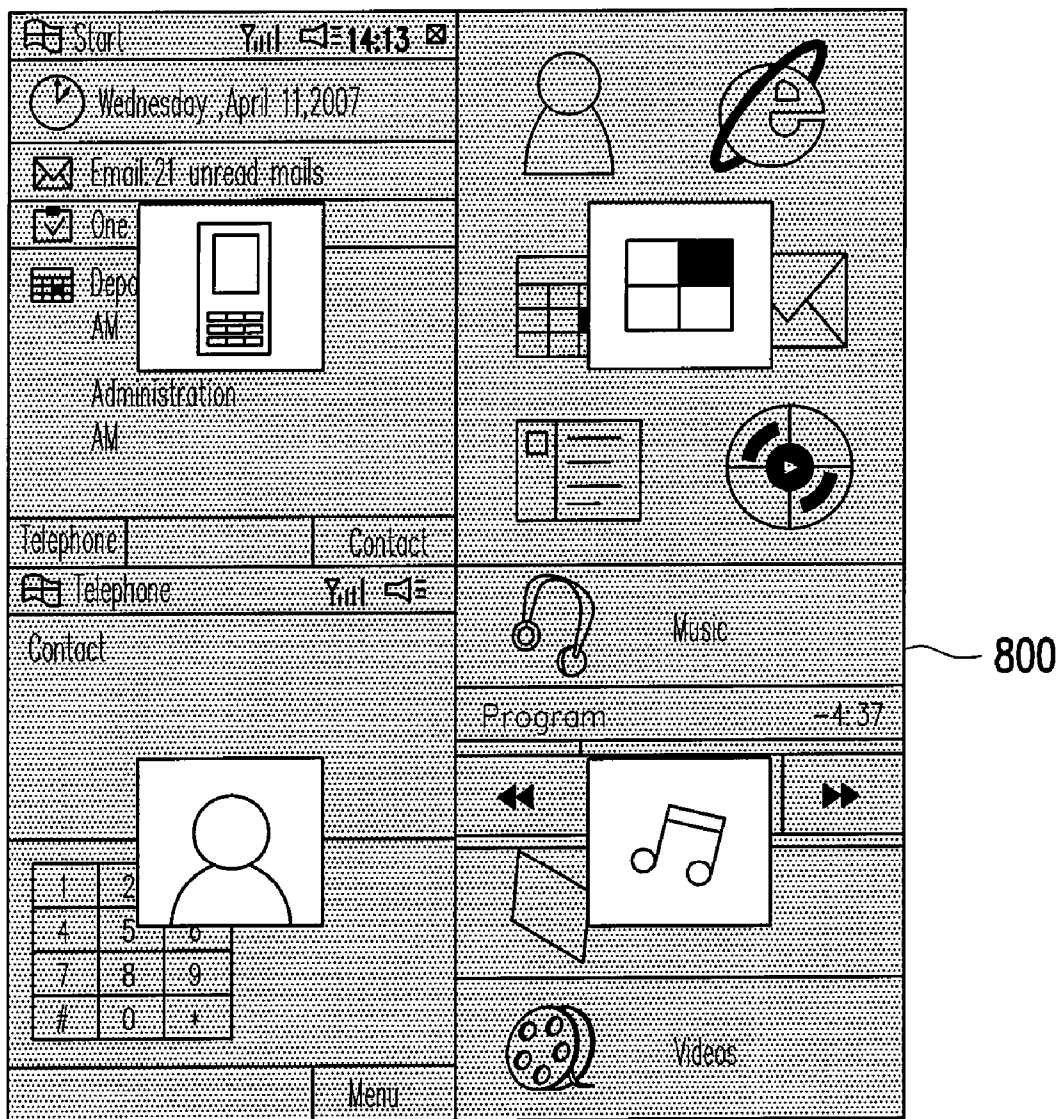 Start 14:13
Wednesday ,April 11,2007
Email: 21 unread mails
One
Depa
AM
Administration
AM
Telephone Contact
Telephone
Contact
1 2
4 5 6
7 8 9
# 0 *
Menu
e
Music
Program -4:37
Videos
800